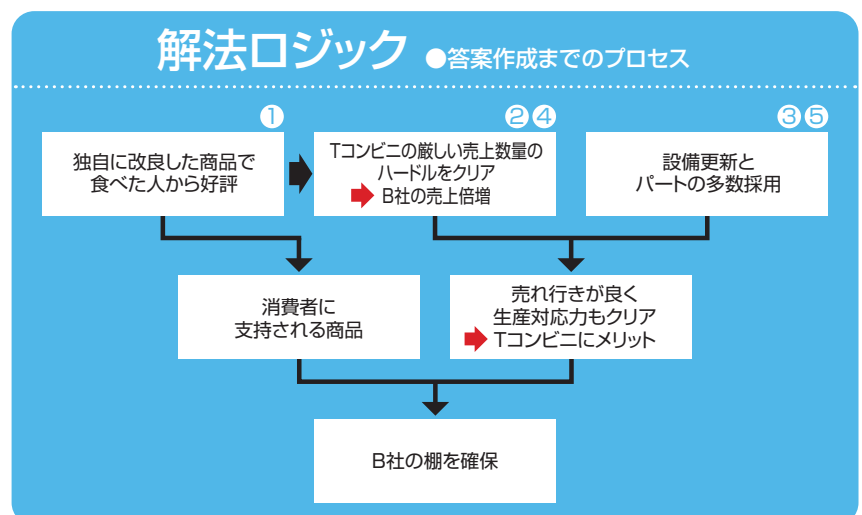 解法ロジック ●答案作成までのプロセス
❶
❷❹
❸❺
独自に改良した商品で
食べた人から好評
Tコンビニの厳しい売上数量の
ハードルをクリア
B社の売上倍増
設備更新と
パートの多数採用
消費者に
支持される商品
売れ行きが良く
生産対応力もクリア
Tコンビニにメリット
B社の棚を確保